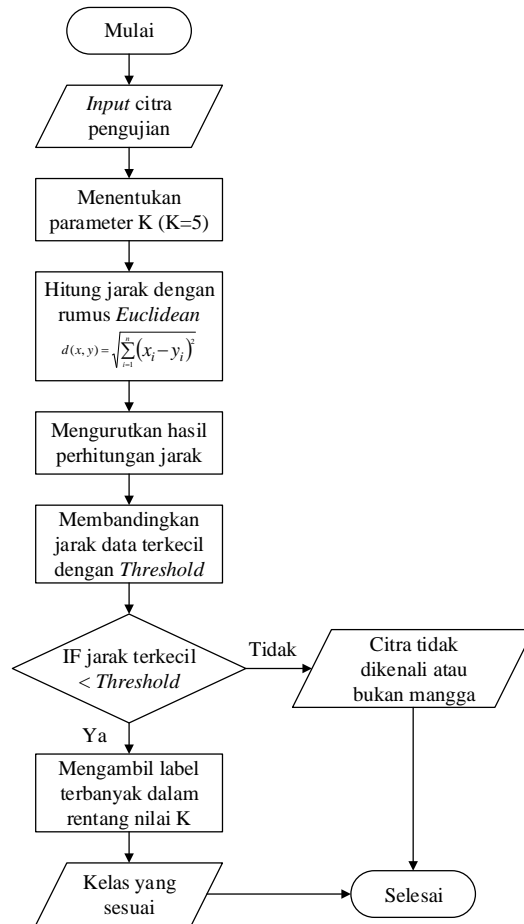 Mulai
Input citra
pengujian
Menentukan
parameter K (K=5)
Hitung jarak dengan
rumus Euclidean
d(x, y) = √∑ⁿᵢ₌₁(xᵢ − yᵢ)²
Mengurutkan hasil
perhitungan jarak
Membandingkan
jarak data terkecil
dengan Threshold
IF jarak terkecil
< Threshold
Tidak
Citra tidak
dikenali atau
bukan mangga
Ya
Mengambil label
terbanyak dalam
rentang nilai K
Kelas yang
sesuai
Selesai